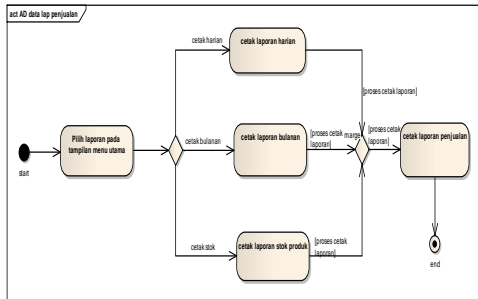 act AD data lap penjualan
cetak harian
cetak laporan harian
[proses cetak laporan]
Pilih laporan pada
tampilan menu utama
start
cetak bulanan
cetak laporan bulanan
[proses cetak
laporan]
marge
[proses cetak
laporan]
cetak laporan penjualan
cetak stok
cetak laporan stok produk
[proses cetak
laporan]
end